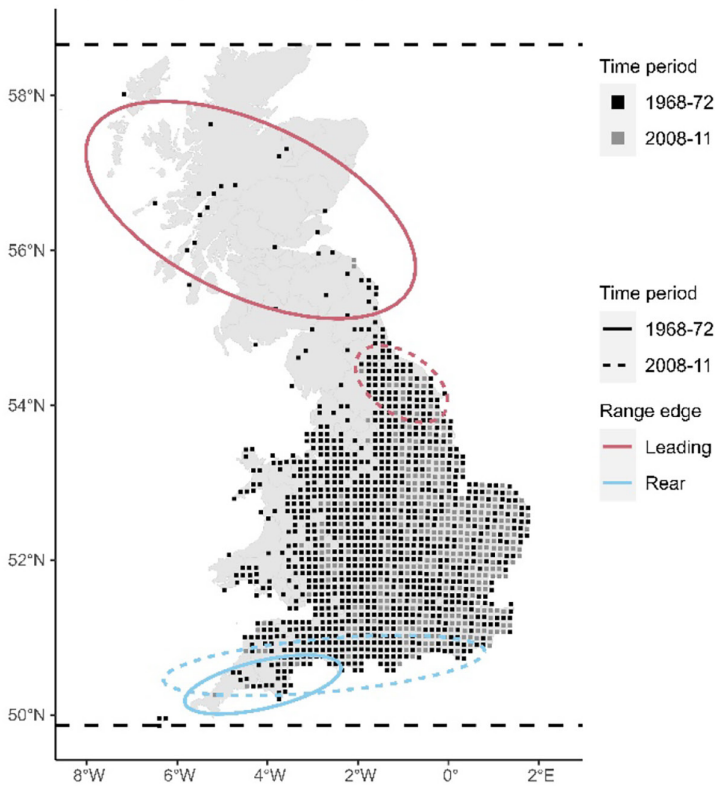 58°N
56°N
54°N
52°N
50°N
8°W 6°W 4°W 2°W 0° 2°E
Time period
1968-72
2008-11
Time period
1968-72
2008-11
Range edge
Leading
Rear